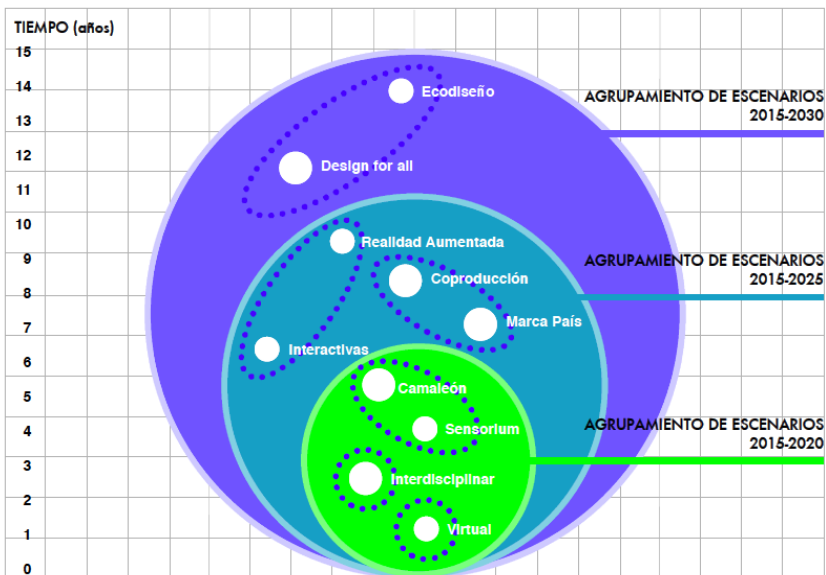 TIEMPO (años)
15
14
13
12
11
10
9
8
7
6
5
4
3
2
1
0
Ecodiseño
Design for all
Realidad Aumentada
Coproducción
Marca País
Interactivas
Camaleón
Sensorium
Interdisciplinar
Virtual
AGRUPAMIENTO DE ESCENARIOS
2015-2030
AGRUPAMIENTO DE ESCENARIOS
2015-2025
AGRUPAMIENTO DE ESCENARIOS
2015-2020